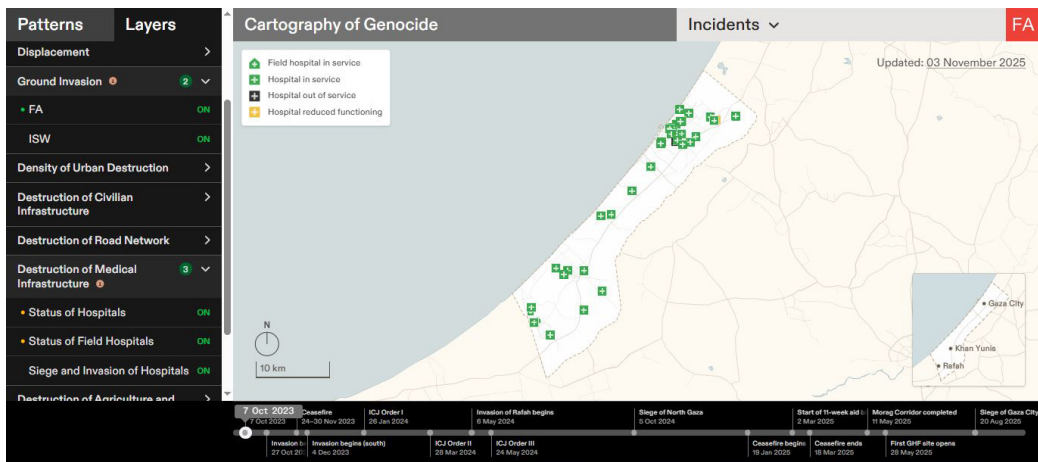 Patterns
Layers
Cartography of Genocide
Incidents
FA
Displacement
Ground Invasion
2
FA
ON
ISW
ON
Density of Urban Destruction
Destruction of Civilian
Infrastructure
Destruction of Road Network
Destruction of Medical
Infrastructure
3
Status of Hospitals
ON
Status of Field Hospitals
ON
Siege and Invasion of Hospitals
ON
Destruction of Agriculture and
Field hospital in service
Hospital in service
Hospital out of service
Hospital reduced functioning
Updated: 03 November 2025
N
10 km
Gaza City
Khan Yunis
Rafah
7 Oct 2023
7 Oct 2023
Ceasefire
24–30 Nov 2023
ICJ Order I
26 Jan 2024
Invasion of Rafah begins
6 May 2024
Siege of North Gaza
5 Oct 2024
Start of 11-week aid
2 Mar 2025
Morag Corridor completed
11 May 2025
Siege of Gaza City
20 Aug 2025
Invasion
27 Oct
Invasion begins (south)
4 Dec 2023
ICJ Order II
28 Mar 2024
ICJ Order III
24 May 2024
Ceasefire begins
19 Jan 2025
Ceasefire ends
18 Mar 2025
First GHF site opens
28 May 2025